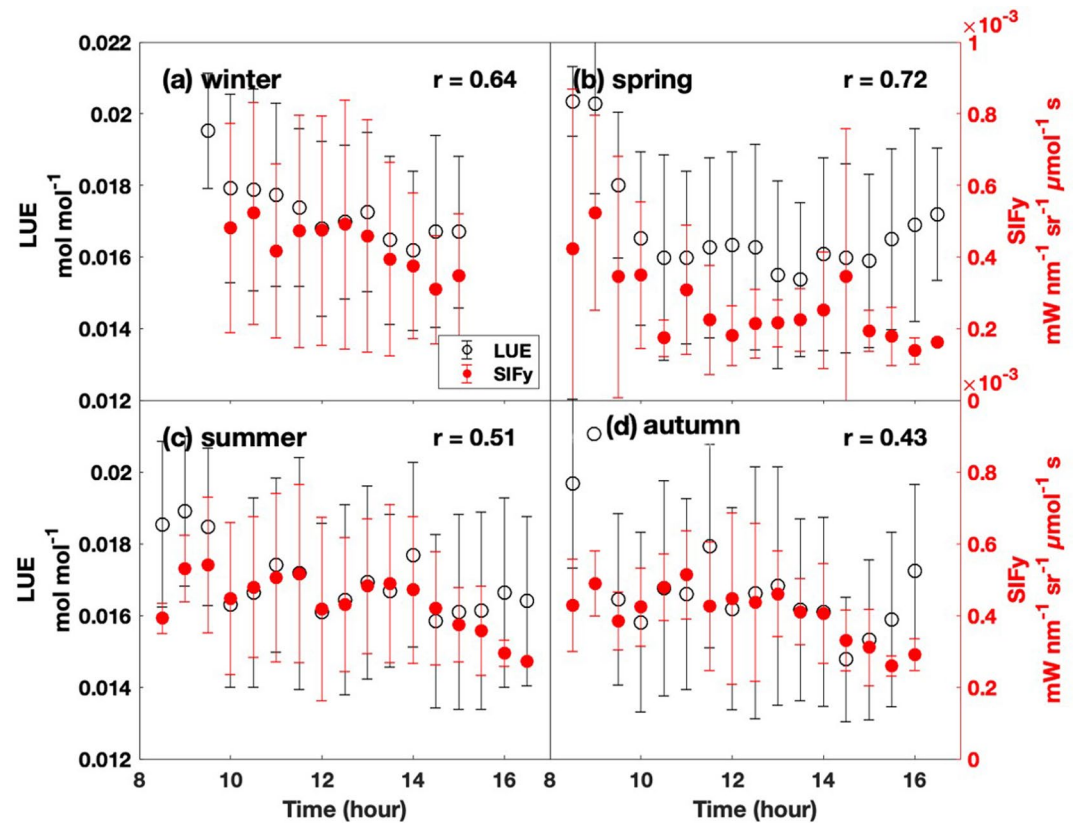 ×10⁻³
0.022
0.02
0.018
0.016
0.014
0.012
LUE
mol mol⁻¹
(a) winter
r = 0.64
LUE
SIFy
(b) spring
r = 0.72
1
0.8
0.6
0.4
0.2
0
SIFy
mW nm⁻¹ sr⁻¹ μmol⁻¹ s
×10⁻³
0.02
0.018
0.016
0.014
0.012
LUE
mol mol⁻¹
(c) summer
r = 0.51
(d) autumn
r = 0.43
0.8
0.6
0.4
0.2
0
SIFy
mW nm⁻¹ sr⁻¹ μmol⁻¹ s
8 10 12 14 16 8 10 12 14 16
Time (hour)
Time (hour)